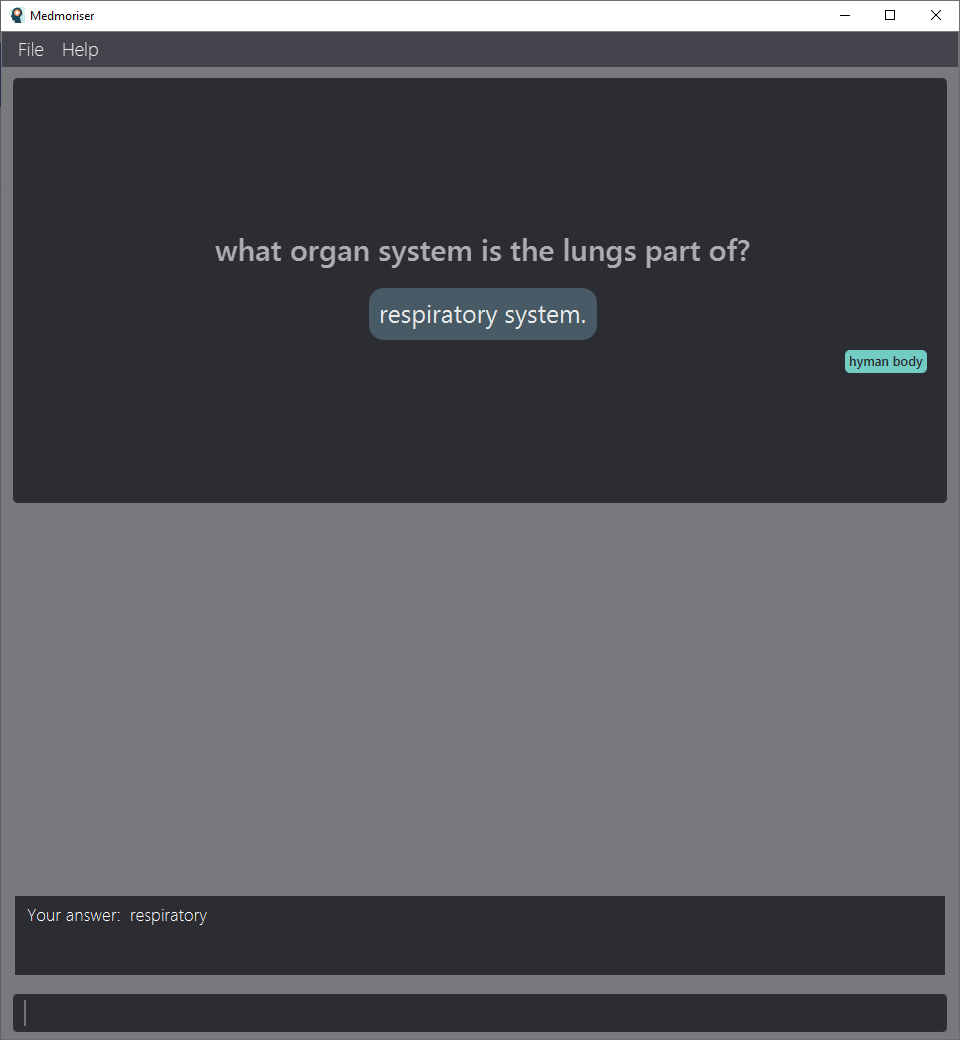 Medmoriser
File Help
what organ system is the lungs part of?
respiratory system.
hyman body
Your answer: respiratory